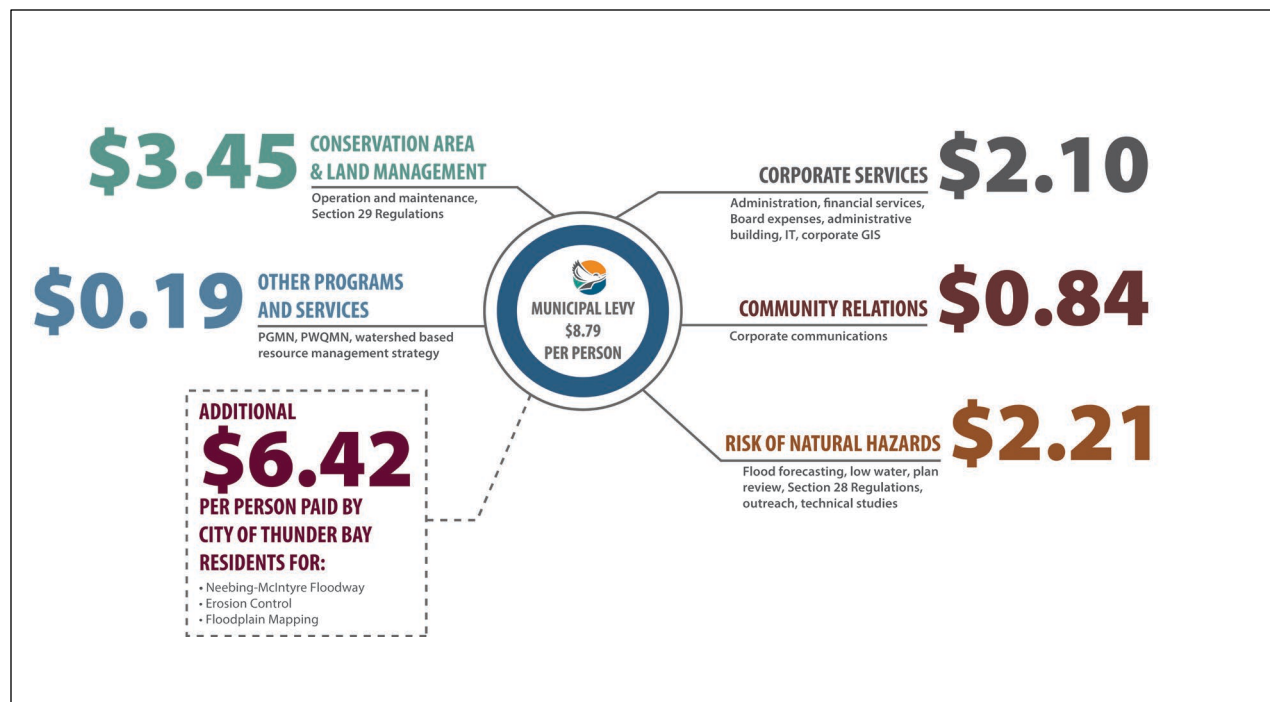 $3.45
CONSERVATION AREA
& LAND MANAGEMENT
Operation and maintenance,
Section 29 Regulations
$0.19
OTHER PROGRAMS
AND SERVICES
PGMN, PWQMN, watershed based
resource management strategy
ADDITIONAL
$6.42
PER PERSON PAID BY
CITY OF THUNDER BAY
RESIDENTS FOR:
• Neebing-McIntyre Floodway
• Erosion Control
• Floodplain Mapping
MUNICIPAL LEVY
$8.79
PER PERSON
CORPORATE SERVICES
$2.10
Administration, financial services,
Board expenses, administrative
building, IT, corporate GIS
COMMUNITY RELATIONS
$0.84
Corporate communications
RISK OF NATURAL HAZARDS
$2.21
Flood forecasting, low water, plan
review, Section 28 Regulations,
outreach, technical studies